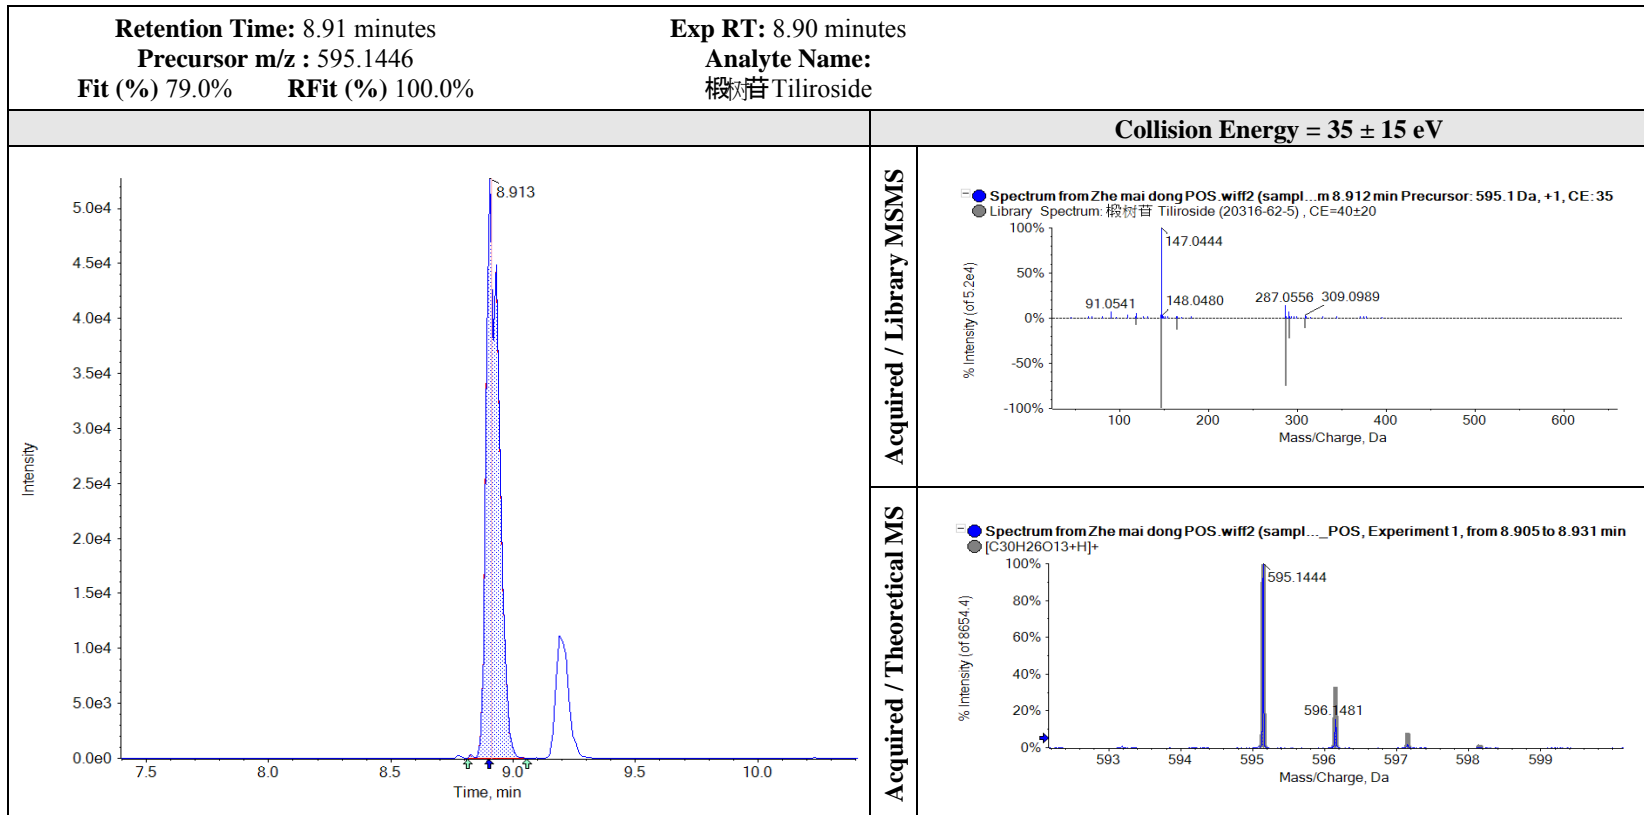 Retention Time: 8.91 minutes
Exp RT: 8.90 minutes
Precursor m/z : 595.1446
Analyte Name:
Fit (%) 79.0% RFit (%) 100.0%
椴树苷Tiliroside
Collision Energy = 35 ± 15 eV
8.913
5.0e4
4.5e4
4.0e4
3.5e4
3.0e4
2.5e4
2.0e4
1.5e4
1.0e4
5.0e3
0.0e0
Intensity
7.5 8.0 8.5 9.0 9.5 10.0
Time, min
Acquired / Library MSMS
Spectrum from Zhe mai dong POS.wiff2 (sampl...m 8.912 min Precursor: 595.1 Da, +1, CE: 35
Library Spectrum: 椴树苷 Tiliroside (20316-62-5) , CE=40±20
100%
50%
0%
-50%
-100%
% Intensity (of 5.2e4)
147.0444
91.0541
148.0480
287.0556
309.0989
100 200 300 400 500 600
Mass/Charge, Da
Acquired / Theoretical MS
Spectrum from Zhe mai dong POS.wiff2 (sampl..._POS, Experiment 1, from 8.905 to 8.931 min
[C30H26O13+H]+
100%
80%
60%
40%
20%
0%
% Intensity (of 8654.4)
595.1444
596.1481
593 594 595 596 597 598 599
Mass/Charge, Da